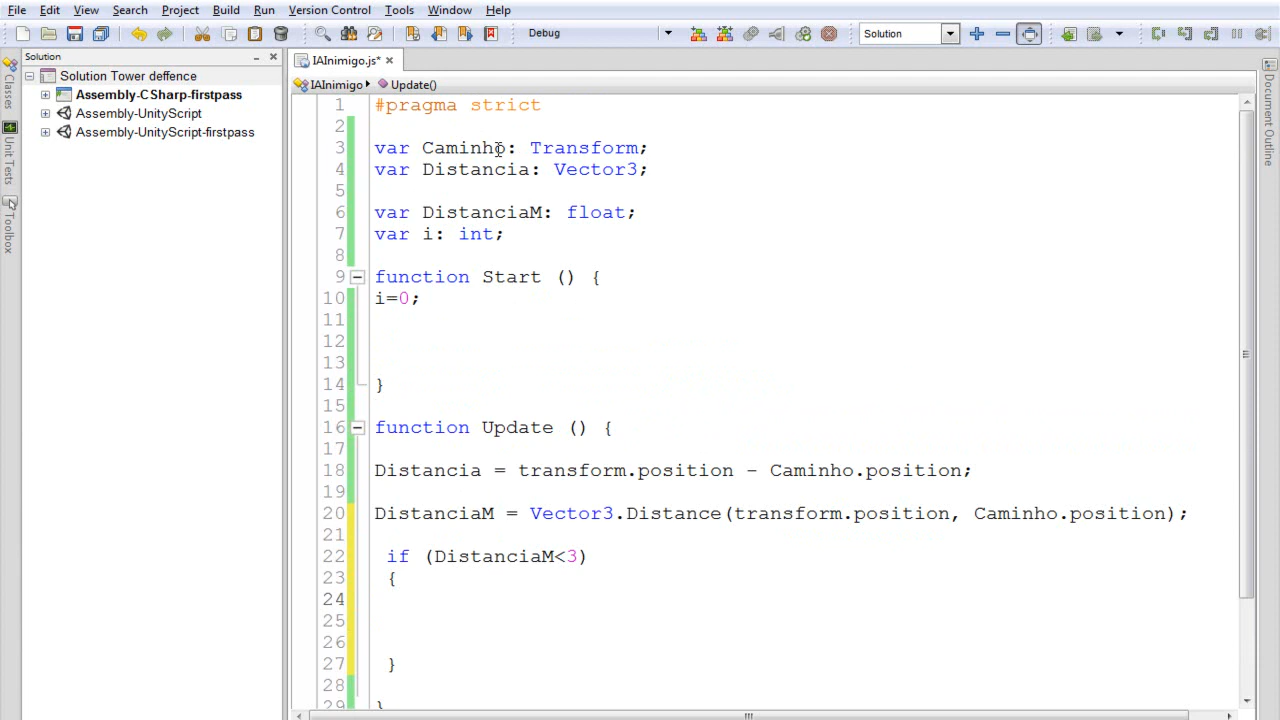 File Edit View Search Project Build Run Version Control Tools Window Help
Debug Solution
Solution
Solution Tower deffence
Assembly-CSharp-firstpass
Assembly-UnityScript
Assembly-UnityScript-firstpass
Classes
Unit Tests
Toolbox
IAInimigo.js*
IAInimigo Update()
1 #pragma strict
2
3 var Caminho: Transform;
4 var Distancia: Vector3;
5
6 var DistanciaM: float;
7 var i: int;
8
9 function Start () {
10 i=0;
11
12
13
14 }
15
16 function Update () {
17
18 Distancia = transform.position - Caminho.position;
19
20 DistanciaM = Vector3.Distance(transform.position, Caminho.position);
21
22 if (DistanciaM<3)
23 {
24
25
26
27 }
28
29 }
Document Outline